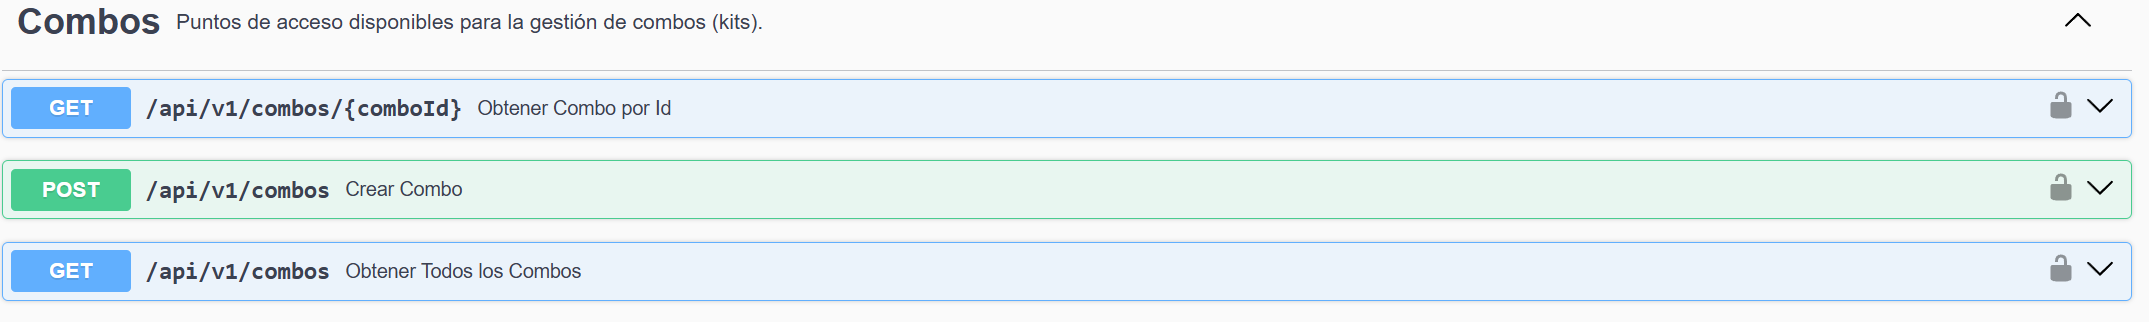 Combos Puntos de acceso disponibles para la gestión de combos (kits).
GET /api/v1/combos/{comboId} Obtener Combo por Id
POST /api/v1/combos Crear Combo
GET /api/v1/combos Obtener Todos los Combos